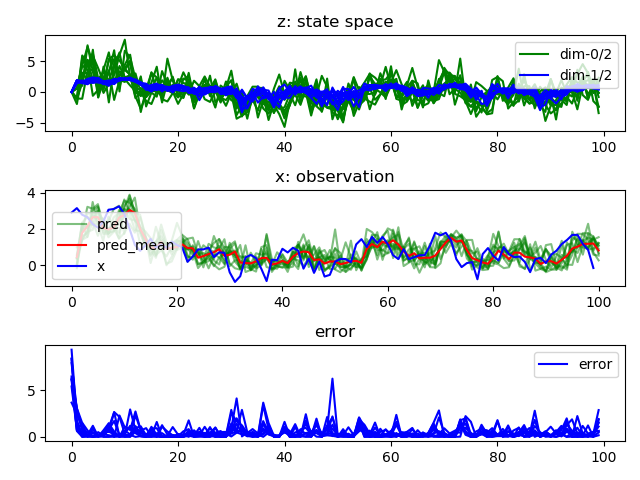 z: state space
5
0
−5
dim-0/2
dim-1/2
0 20 40 60 80 100
x: observation
4
2
0
pred
pred_mean
x
0 20 40 60 80 100
error
5
0
error
0 20 40 60 80 100